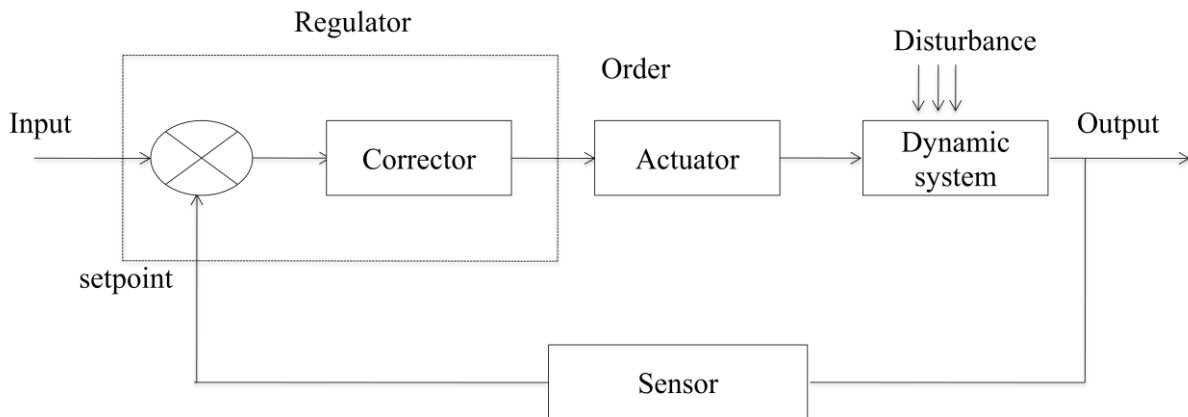 Regulator
Disturbance
Order
Input
Output
Corrector
Actuator
Dynamic
system
setpoint
Sensor